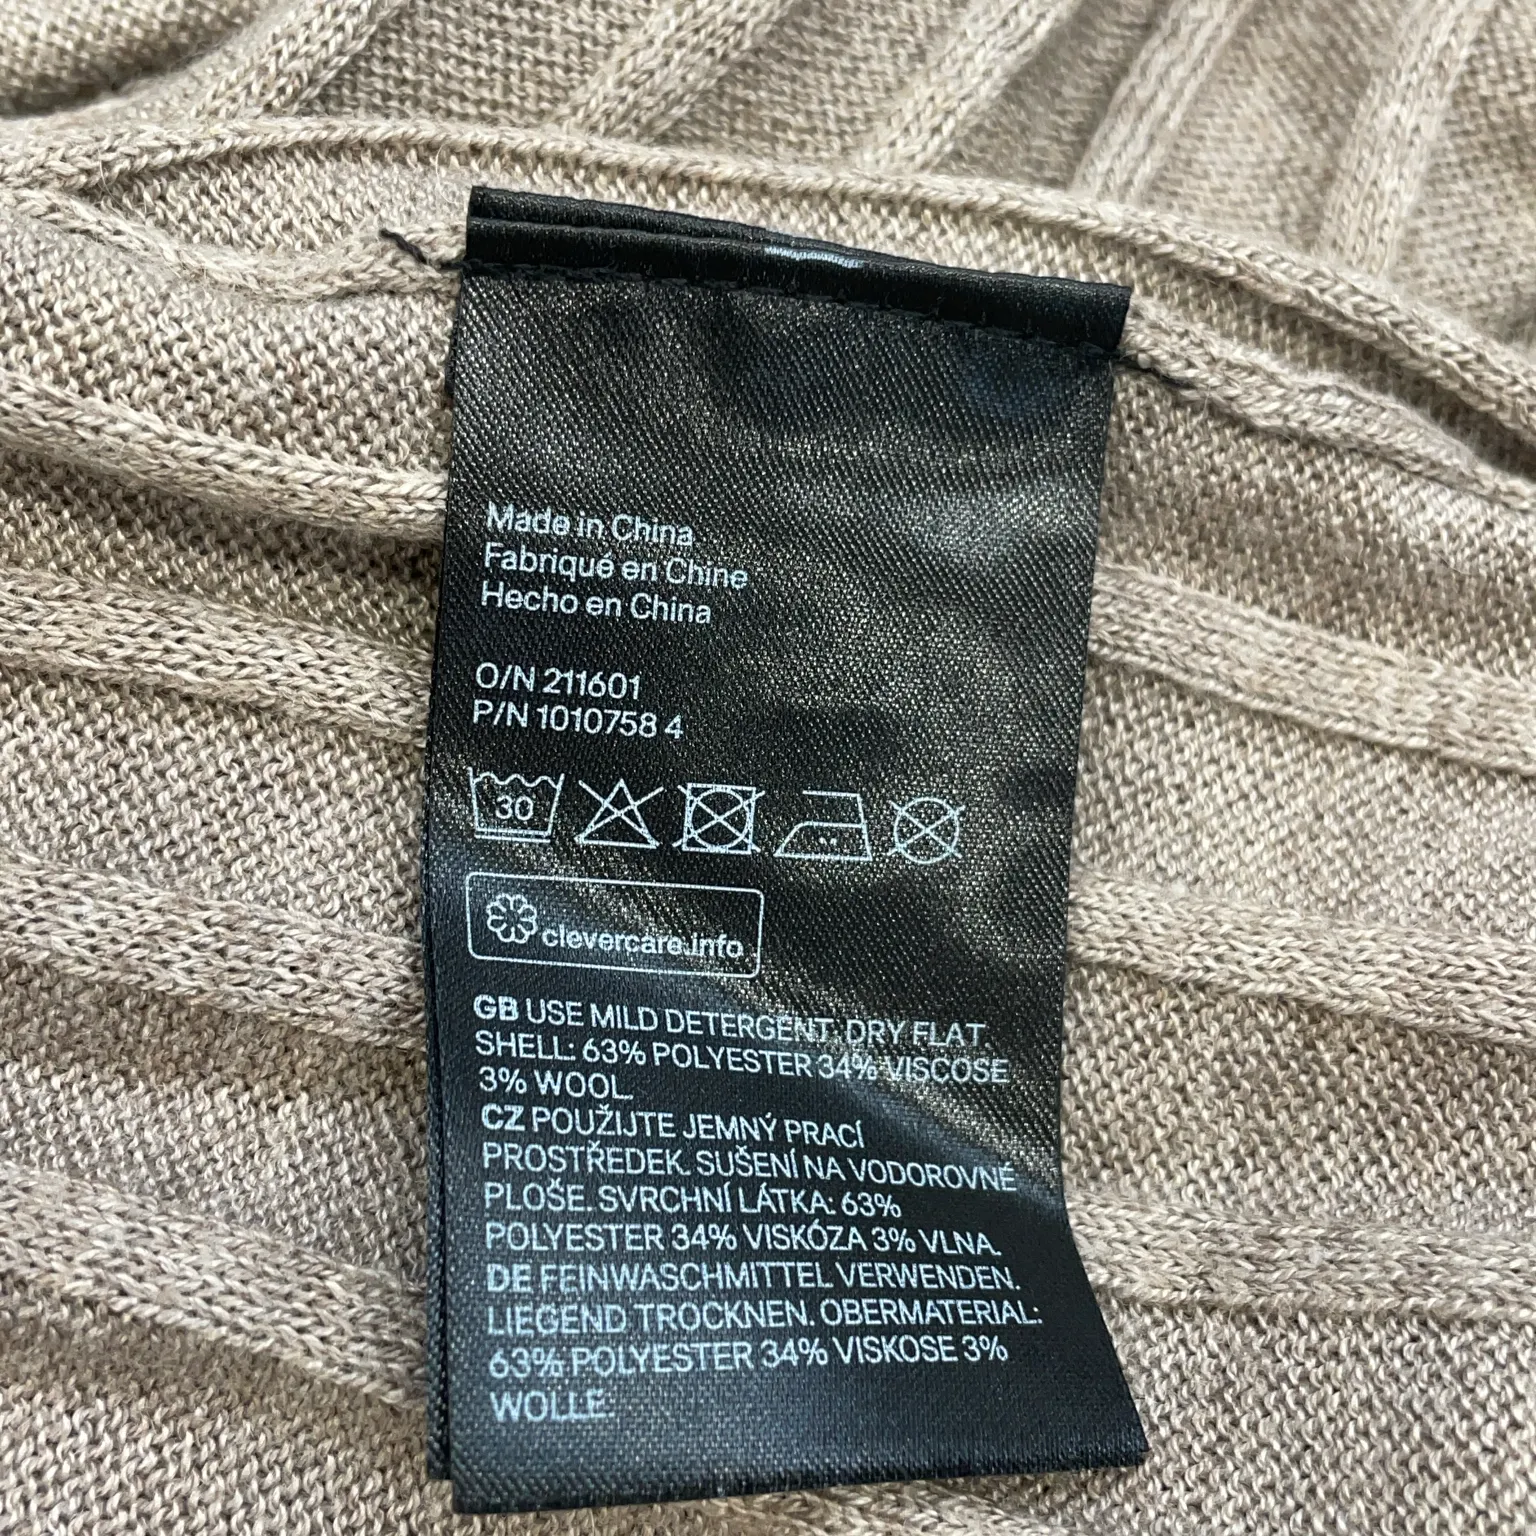 Made in China
Fabriqué en Chine
Hecho en China
O/N 211601
P/N 1010758 4
30
clevercare.info
GB USE MILD DETERGENT. DRY FLAT.
SHELL: 63% POLYESTER 34% VISCOSE
3% WOOL.
CZ POUŽIJTE JEMNÝ PRACÍ
PROSTŘEDEK. SUŠENÍ NA VODOROVNÉ
PLOŠE. SVRCHNÍ LÁTKA: 63%
POLYESTER 34% VISKÓZA 3% VLNA.
DE FEINWASCHMITTEL VERWENDEN.
LIEGEND TROCKNEN. OBERMATERIAL:
63% POLYESTER 34% VISKOSE 3%
WOLLE.